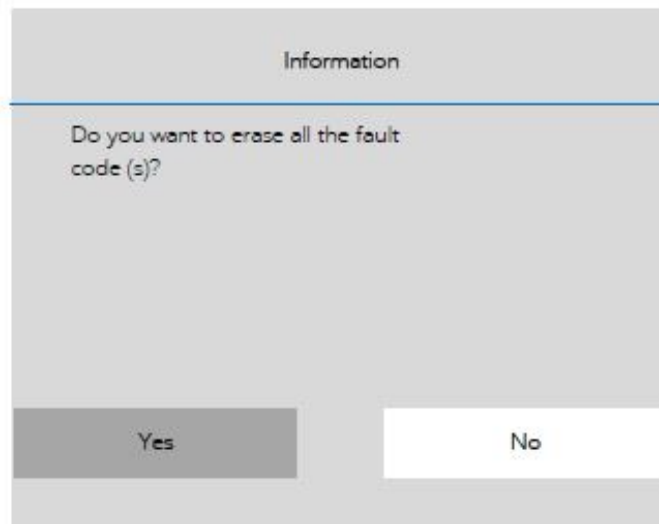 Information
Do you want to erase all the fault
code (s)?
Yes
No